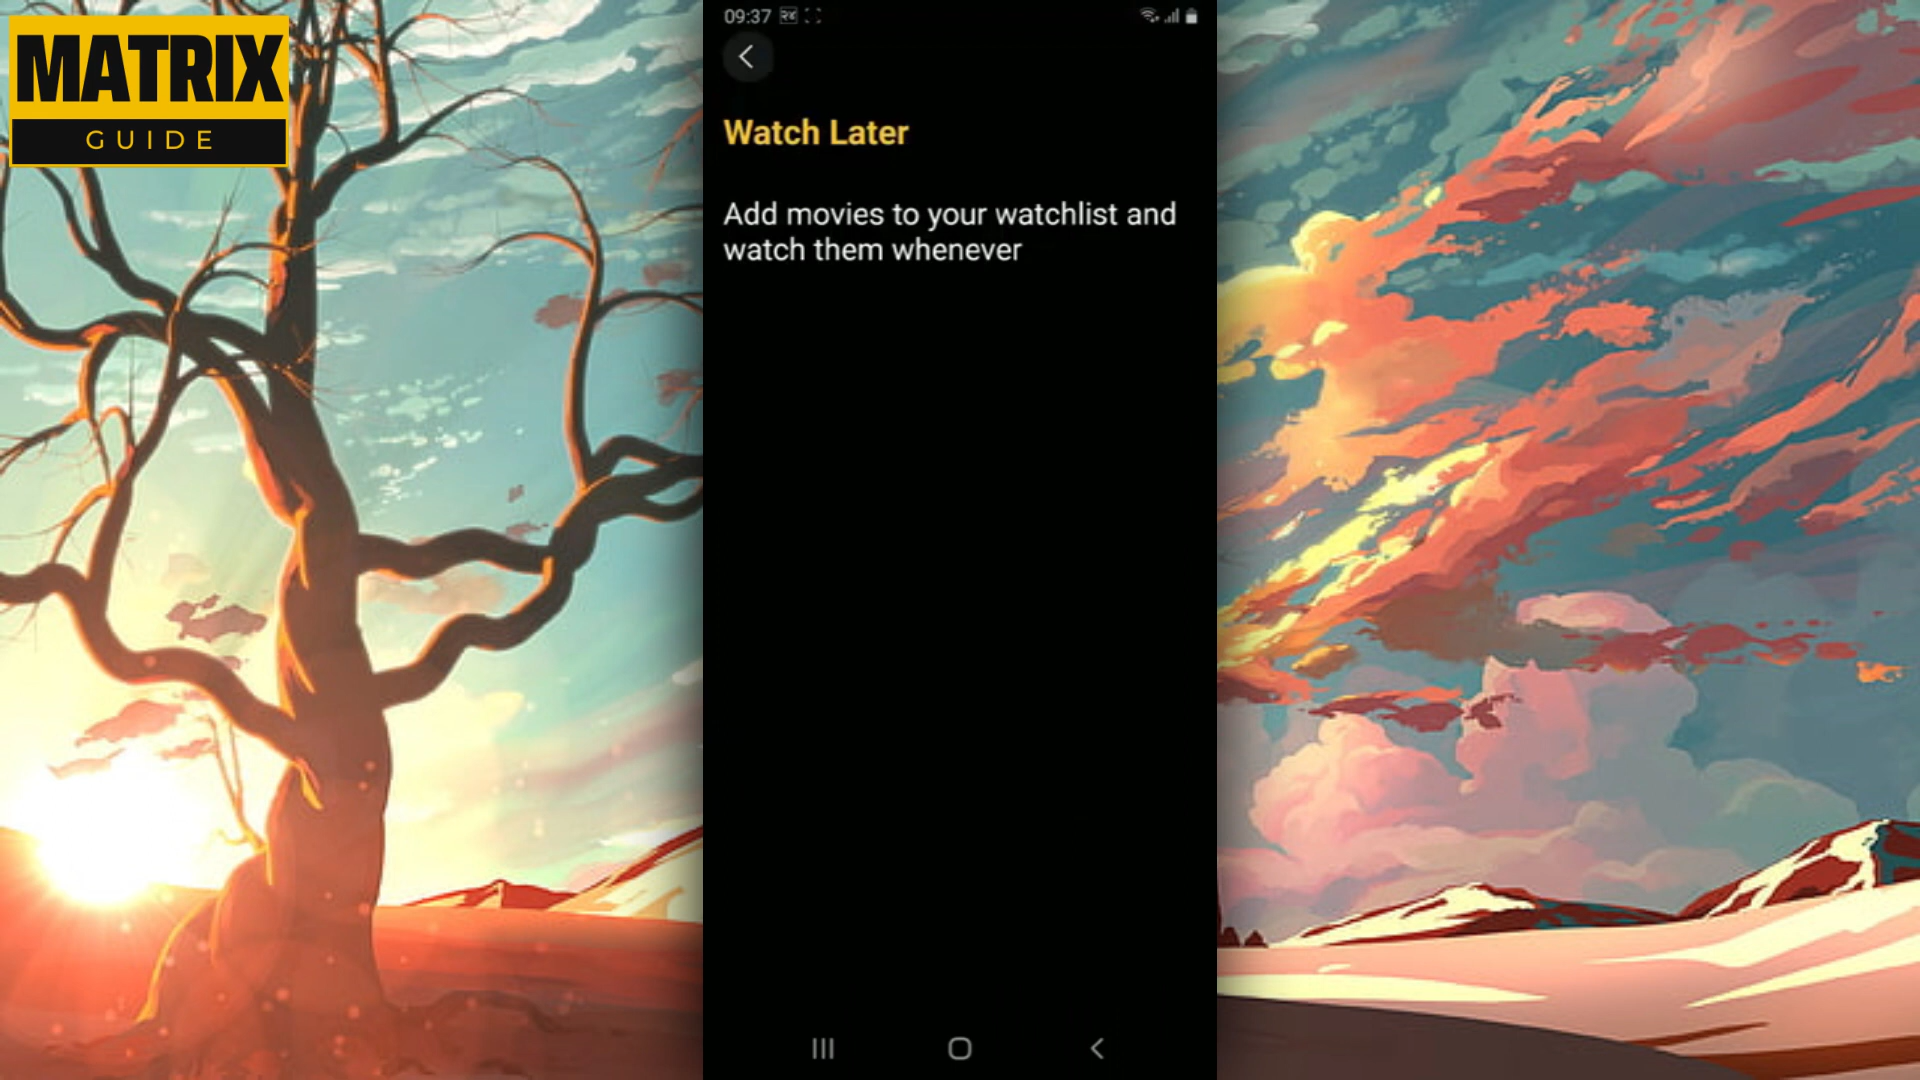 MATRIX
GUIDE
09:37
Watch Later
Add movies to your watchlist and
watch them whenever